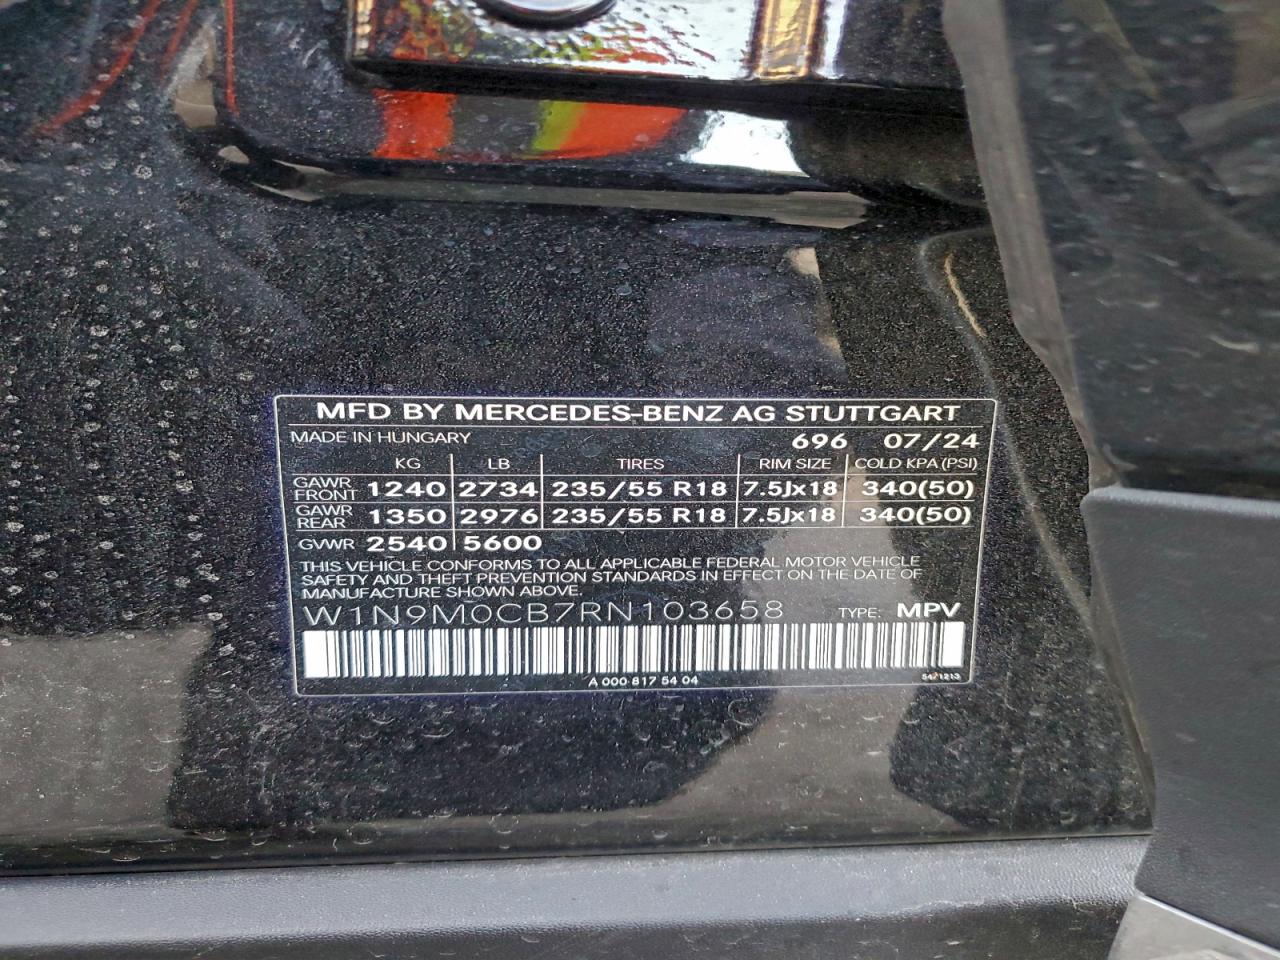 MFD BY MERCEDES-BENZ AG STUTTGART
MADE IN HUNGARY 696 07/24
KG LB TIRES RIM SIZE COLD KPA (PSI)
GAWR FRONT 1240 2734 235/55 R18 7.5Jx18 340(50)
GAWR REAR 1350 2976 235/55 R18 7.5Jx18 340(50)
GVWR 2540 5600
THIS VEHICLE CONFORMS TO ALL APPLICABLE FEDERAL MOTOR VEHICLE
SAFETY AND THEFT PREVENTION STANDARDS IN EFFECT ON THE DATE OF
MANUFACTURE SHOWN ABOVE.
W1N9M0CB7RN103658 TYPE: MPV
A 000 817 54 04